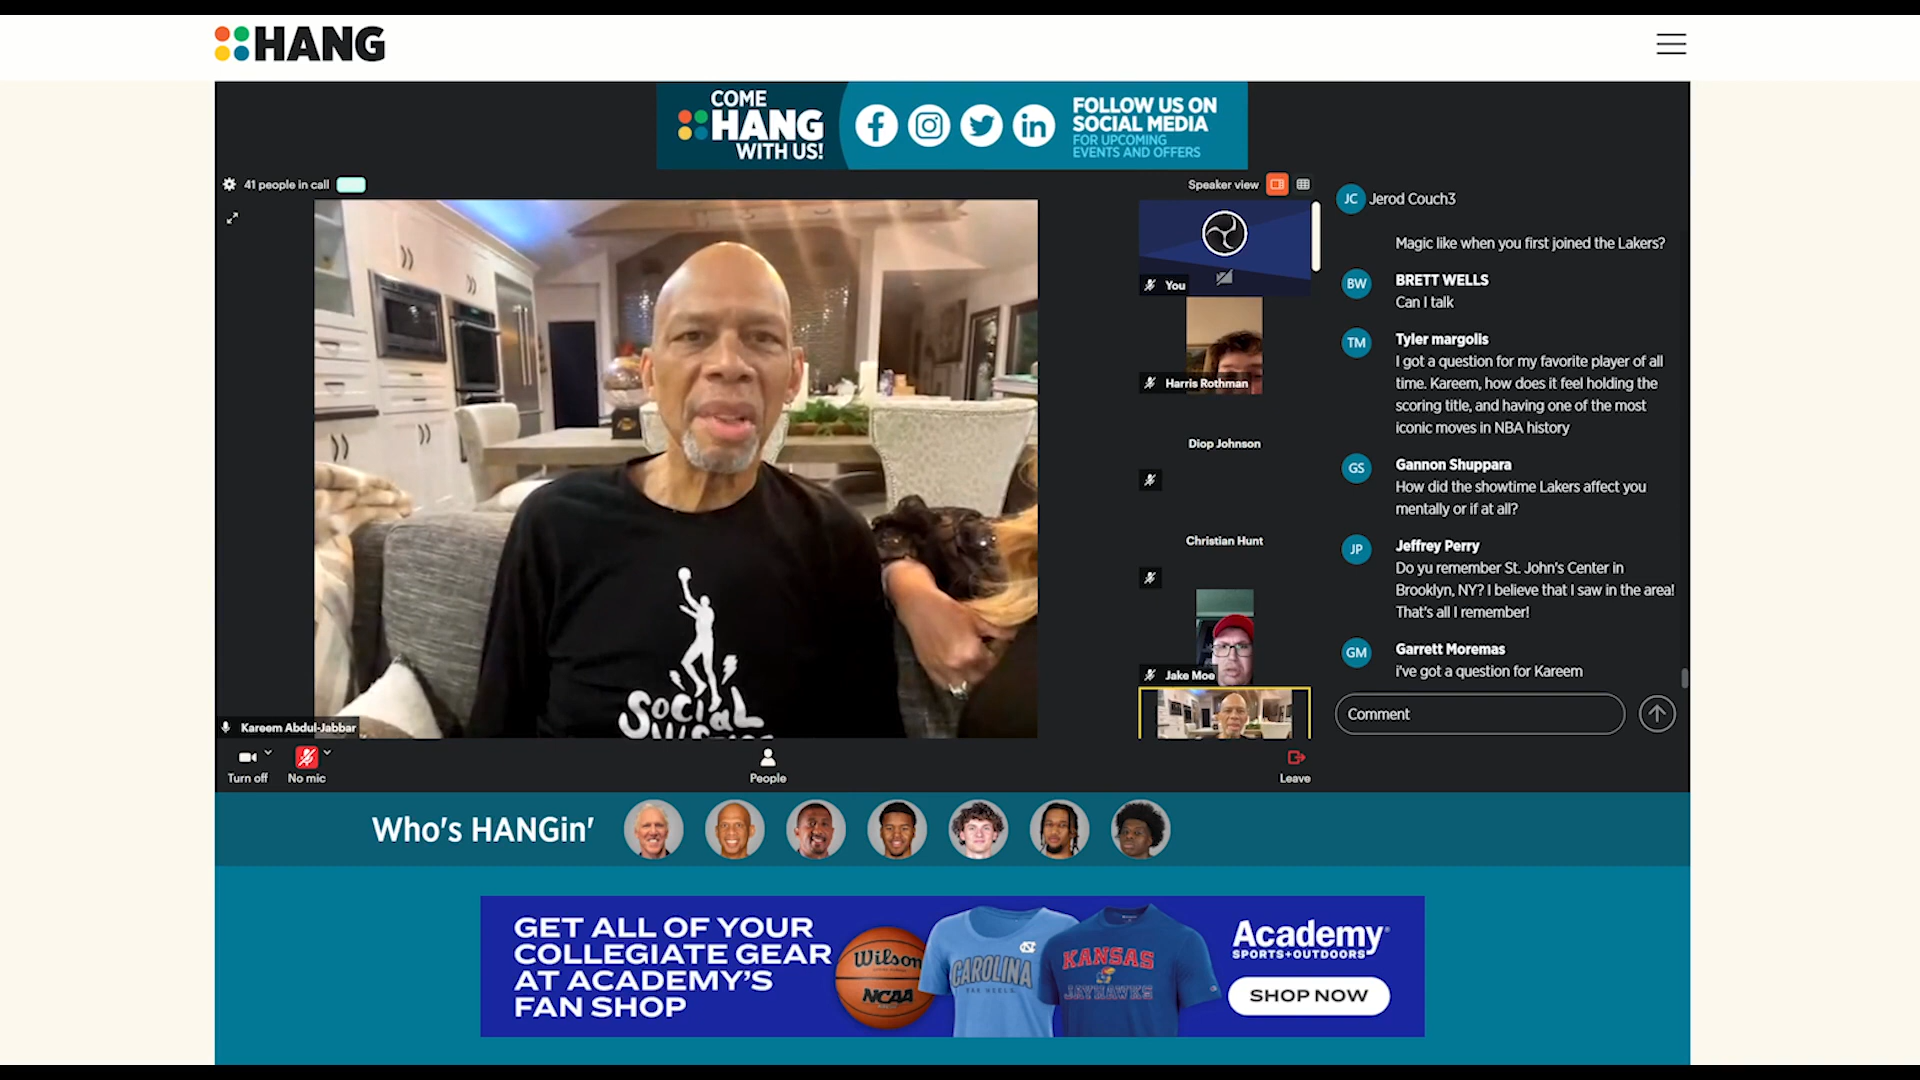 HANG
COME
HANG
WITH US!
FOLLOW US ON
SOCIAL MEDIA
FOR UPCOMING
EVENTS AND OFFERS
41 people in call
Speaker view
You
Harris Rothman
Diop Johnson
Christian Hunt
Jake Moe
JC Jerod Couch3
Magic like when you first joined the Lakers?
BW BRETT WELLS
Can I talk
TM Tyler margolis
I got a question for my favorite player of all
time. Kareem, how does it feel holding the
scoring title, and having one of the most
iconic moves in NBA history
GS Gannon Shuppara
How did the showtime Lakers affect you
mentally or if at all?
JP Jeffrey Perry
Do yu remember St. John's Center in
Brooklyn, NY? I believe that I saw in the area!
That's all I remember!
GM Garrett Moremas
i've got a question for Kareem
Comment
SOCIAL
Kareem Abdul-Jabbar
Turn off
No mic
People
Leave
Who's HANGin'
GET ALL OF YOUR
COLLEGIATE GEAR
AT ACADEMY'S
FAN SHOP
Wilson
NCAA
NC
CAROLINA
TAR HEELS
KANSAS
JAYHAWKS
Academy
SPORTS+OUTDOORS
SHOP NOW